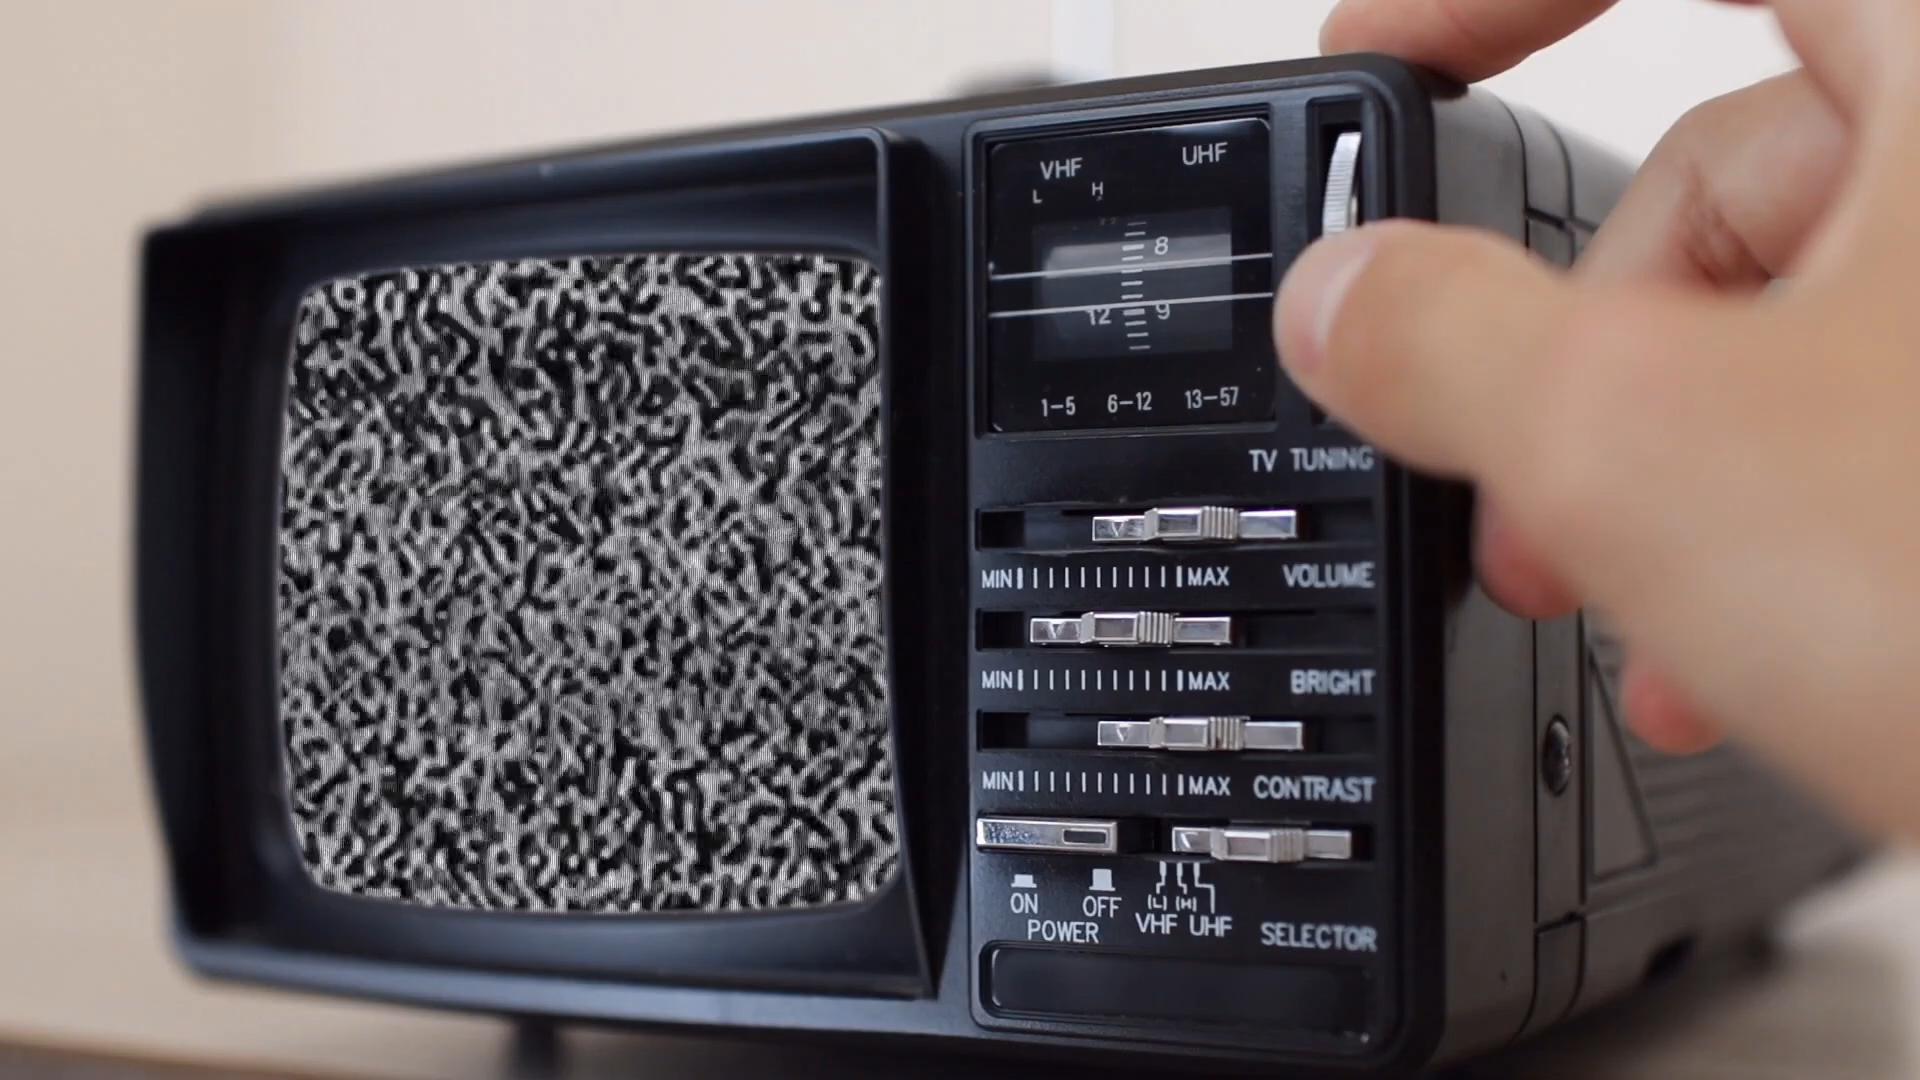 VHF UHF
L H
8
12 9
1-5 6-12 13-57
TV TUNING
MIN MAX VOLUME
MIN MAX BRIGHT
MIN MAX CONTRAST
ON OFF (L) (H)
POWER VHF UHF SELECTOR